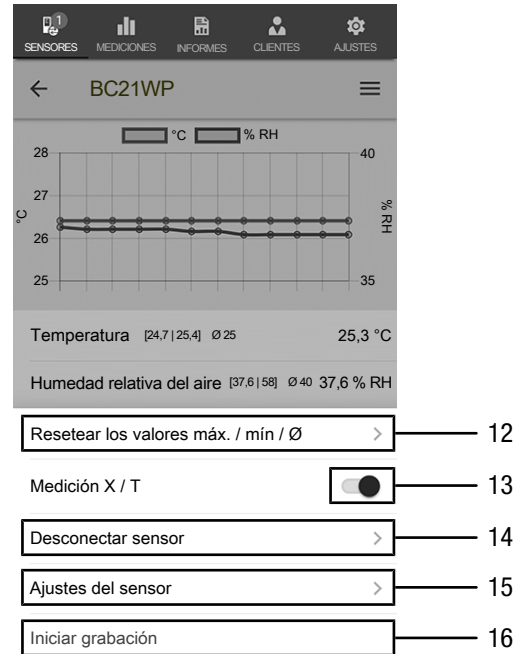 1
SENSORES MEDICIONES INFORMES CLIENTES AJUSTES
BC21WP
°C % RH
28 40
27
°C % RH
26
25 35
Temperatura [24,7 | 25,4] Ø 25 25,3 °C
Humedad relativa del aire [37,6 | 58] Ø 40 37,6 % RH
Resetear los valores máx. / mín / Ø 12
Medición X / T 13
Desconectar sensor 14
Ajustes del sensor 15
Iniciar grabación 16